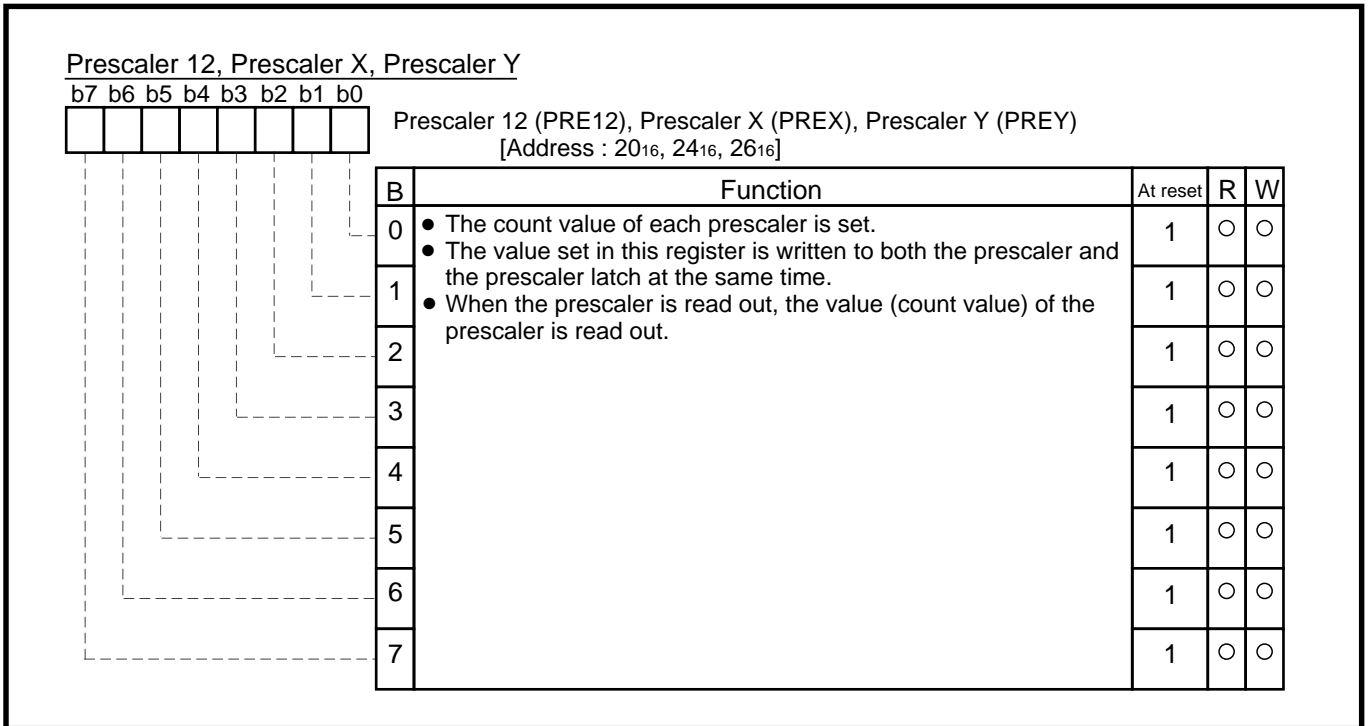 Prescaler 12, Prescaler X, Prescaler Y
b7 b6 b5 b4 b3 b2 b1 b0
Prescaler 12 (PRE12), Prescaler X (PREX), Prescaler Y (PREY)
[Address : 2016, 2416, 2616]
B Function At reset R W
0 ● The count value of each prescaler is set. 1 ○ ○
● The value set in this register is written to both the prescaler and
the prescaler latch at the same time.
1 1 ○ ○
● When the prescaler is read out, the value (count value) of the
prescaler is read out.
2 1 ○ ○
3 1 ○ ○
4 1 ○ ○
5 1 ○ ○
6 1 ○ ○
7 1 ○ ○